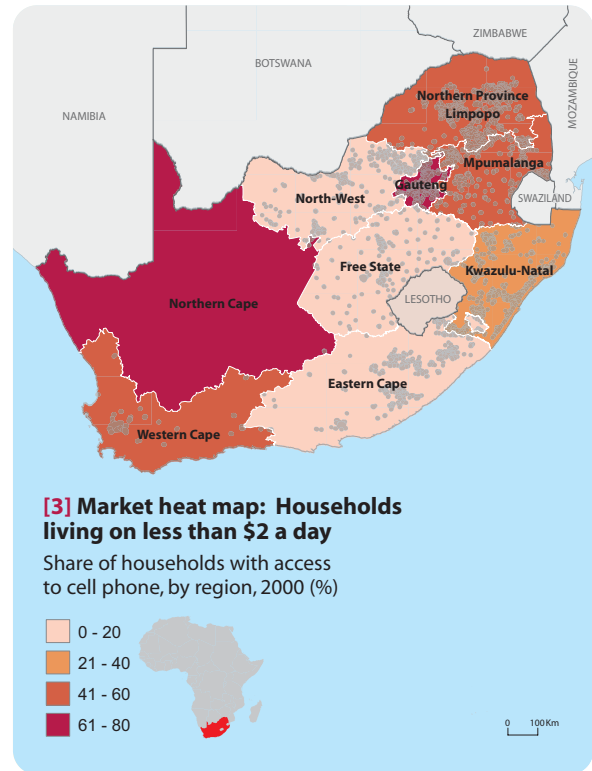 ZIMBABWE
BOTSWANA
NAMIBIA
MOZAMBIQUE
Northern Province
Limpopo
Mpumalanga
Gauteng
North-West
SWAZILAND
Free State
Kwazulu-Natal
LESOTHO
Northern Cape
Eastern Cape
Western Cape
[3] Market heat map: Households
living on less than $2 a day
Share of households with access
to cell phone, by region, 2000 (%)
0 - 20
21 - 40
41 - 60
61 - 80
0 100Km